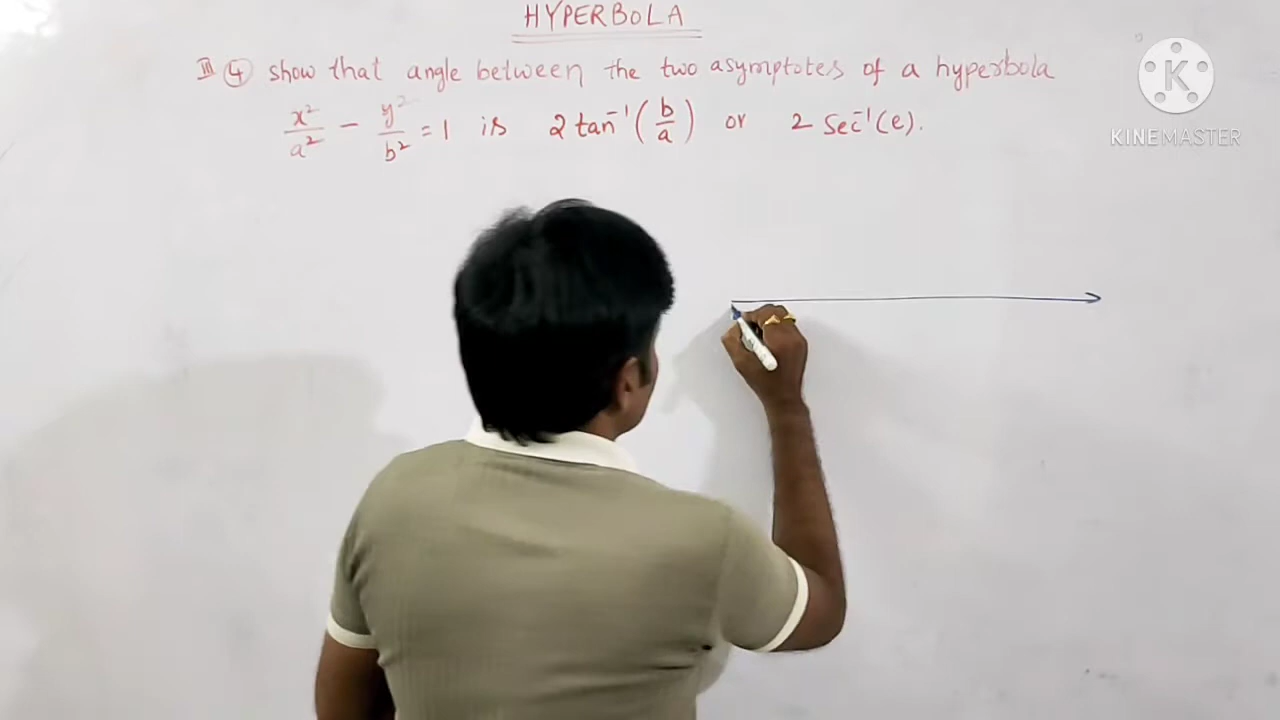 HYPERBOLA
III ④ show that angle between the two asymptotes of a hyperbola
x²/a² - y²/b² = 1 is 2 tan⁻¹(b/a) or 2 Sec⁻¹(e).
K
KINEMASTER